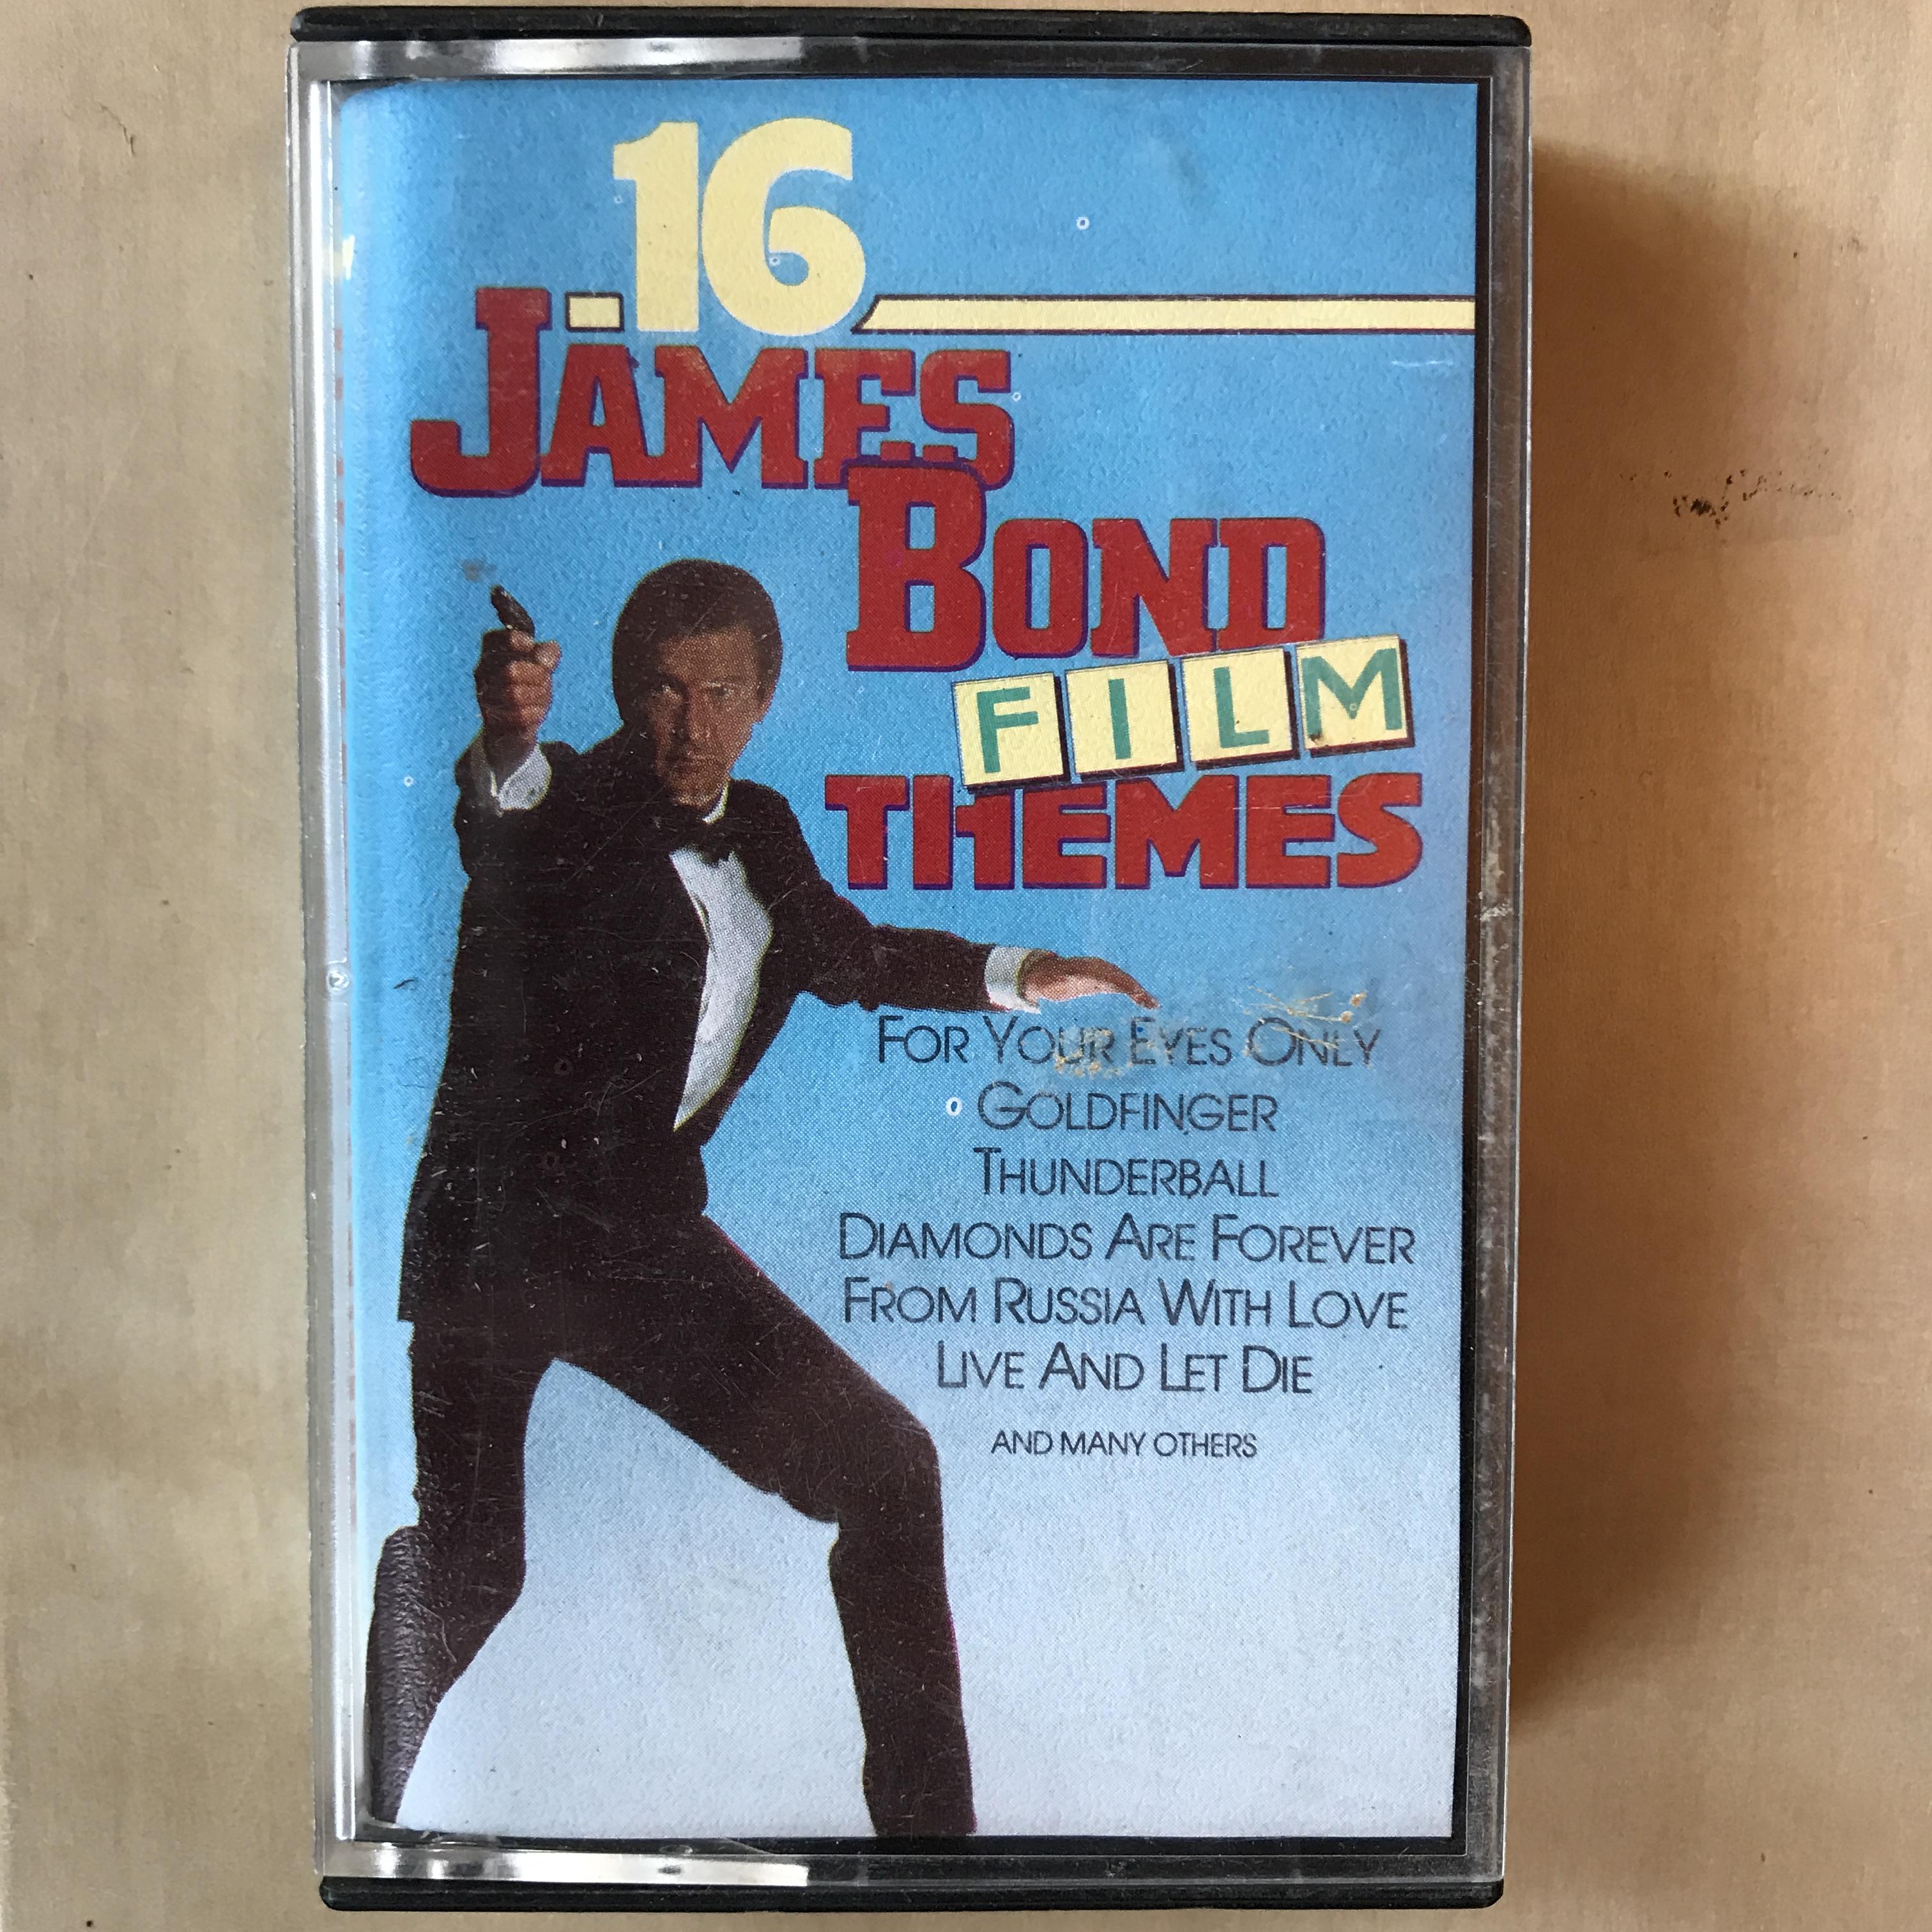 16
JAMES
BOND
FILM
THEMES
FOR YOUR EYES ONLY
GOLDFINGER
THUNDERBALL
DIAMONDS ARE FOREVER
FROM RUSSIA WITH LOVE
LIVE AND LET DIE
AND MANY OTHERS